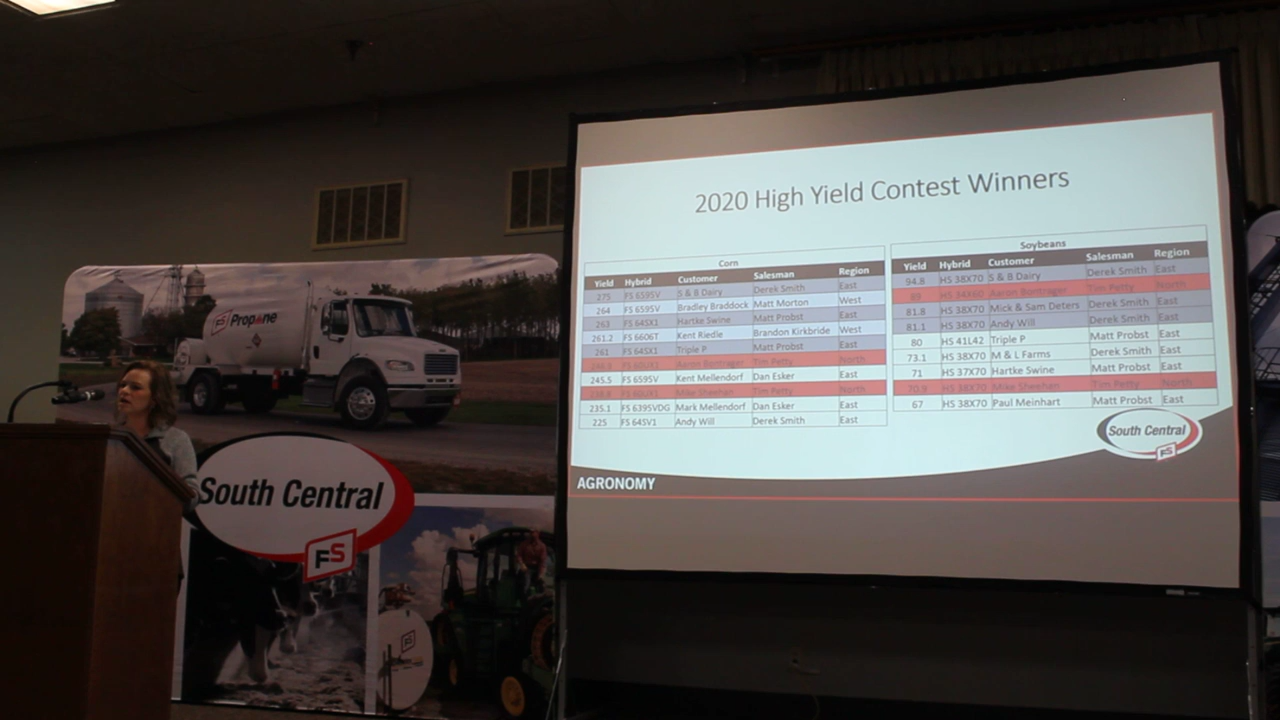 2020 High Yield Contest Winners
Corn
Yield Hybrid Customer Salesman Region
275 FS 6595V S & B Dairy Derek Smith East
264 FS 6595V Bradley Braddock Matt Morton West
263 FS 64SX1 Hartke Swine Matt Probst East
261.2 FS 6606T Kent Riedle Brandon Kirkbride West
261 FS 64SX1 Triple P Matt Probst East
Aaron Bontrager Tim Petty North
245.5 FS 6595V Kent Mellendorf Dan Esker East
Mike Sheehan Tim Petty North
235.1 FS 6395VDG Mark Mellendorf Dan Esker East
225 FS 64SV1 Andy Will Derek Smith East
Soybeans
Yield Hybrid Customer Salesman Region
94.8 HS 38X70 S & B Dairy Derek Smith East
89 Aaron Bontrager Tim Petty North
81.8 HS 38X70 Mick & Sam Deters Derek Smith East
81.1 HS 38X70 Andy Will Derek Smith East
80 HS 41L42 Triple P Matt Probst East
73.1 HS 38X70 M & L Farms Derek Smith East
71 HS 37X70 Hartke Swine Matt Probst East
70.9 HS 38X70 Mike Sheehan Tim Petty North
67 HS 38X70 Paul Meinhart Matt Probst East
South Central
FS
AGRONOMY
FS Propane
South Central
FS
FS